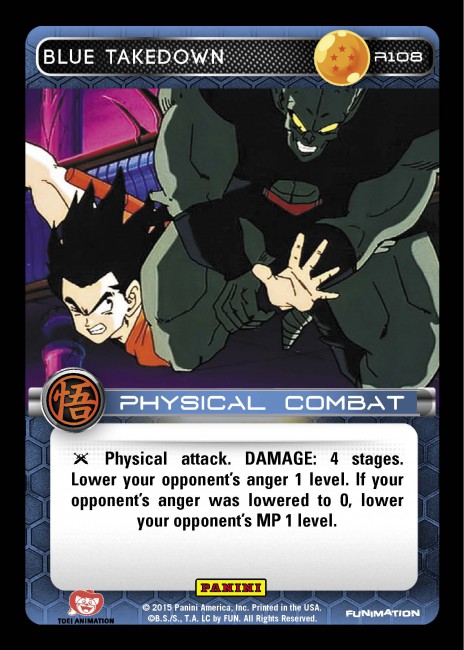 BLUE TAKEDOWN R108
悟
PHYSICAL COMBAT
Physical attack. DAMAGE: 4 stages.
Lower your opponent's anger 1 level. If your
opponent's anger was lowered to 0, lower
your opponent's MP 1 level.
PANINI
TOEI ANIMATION
© 2015 Panini America, Inc. Printed in the USA.
©B.S./S., T.A. LC by FUN. All Rights Reserved.
FUNIMATION